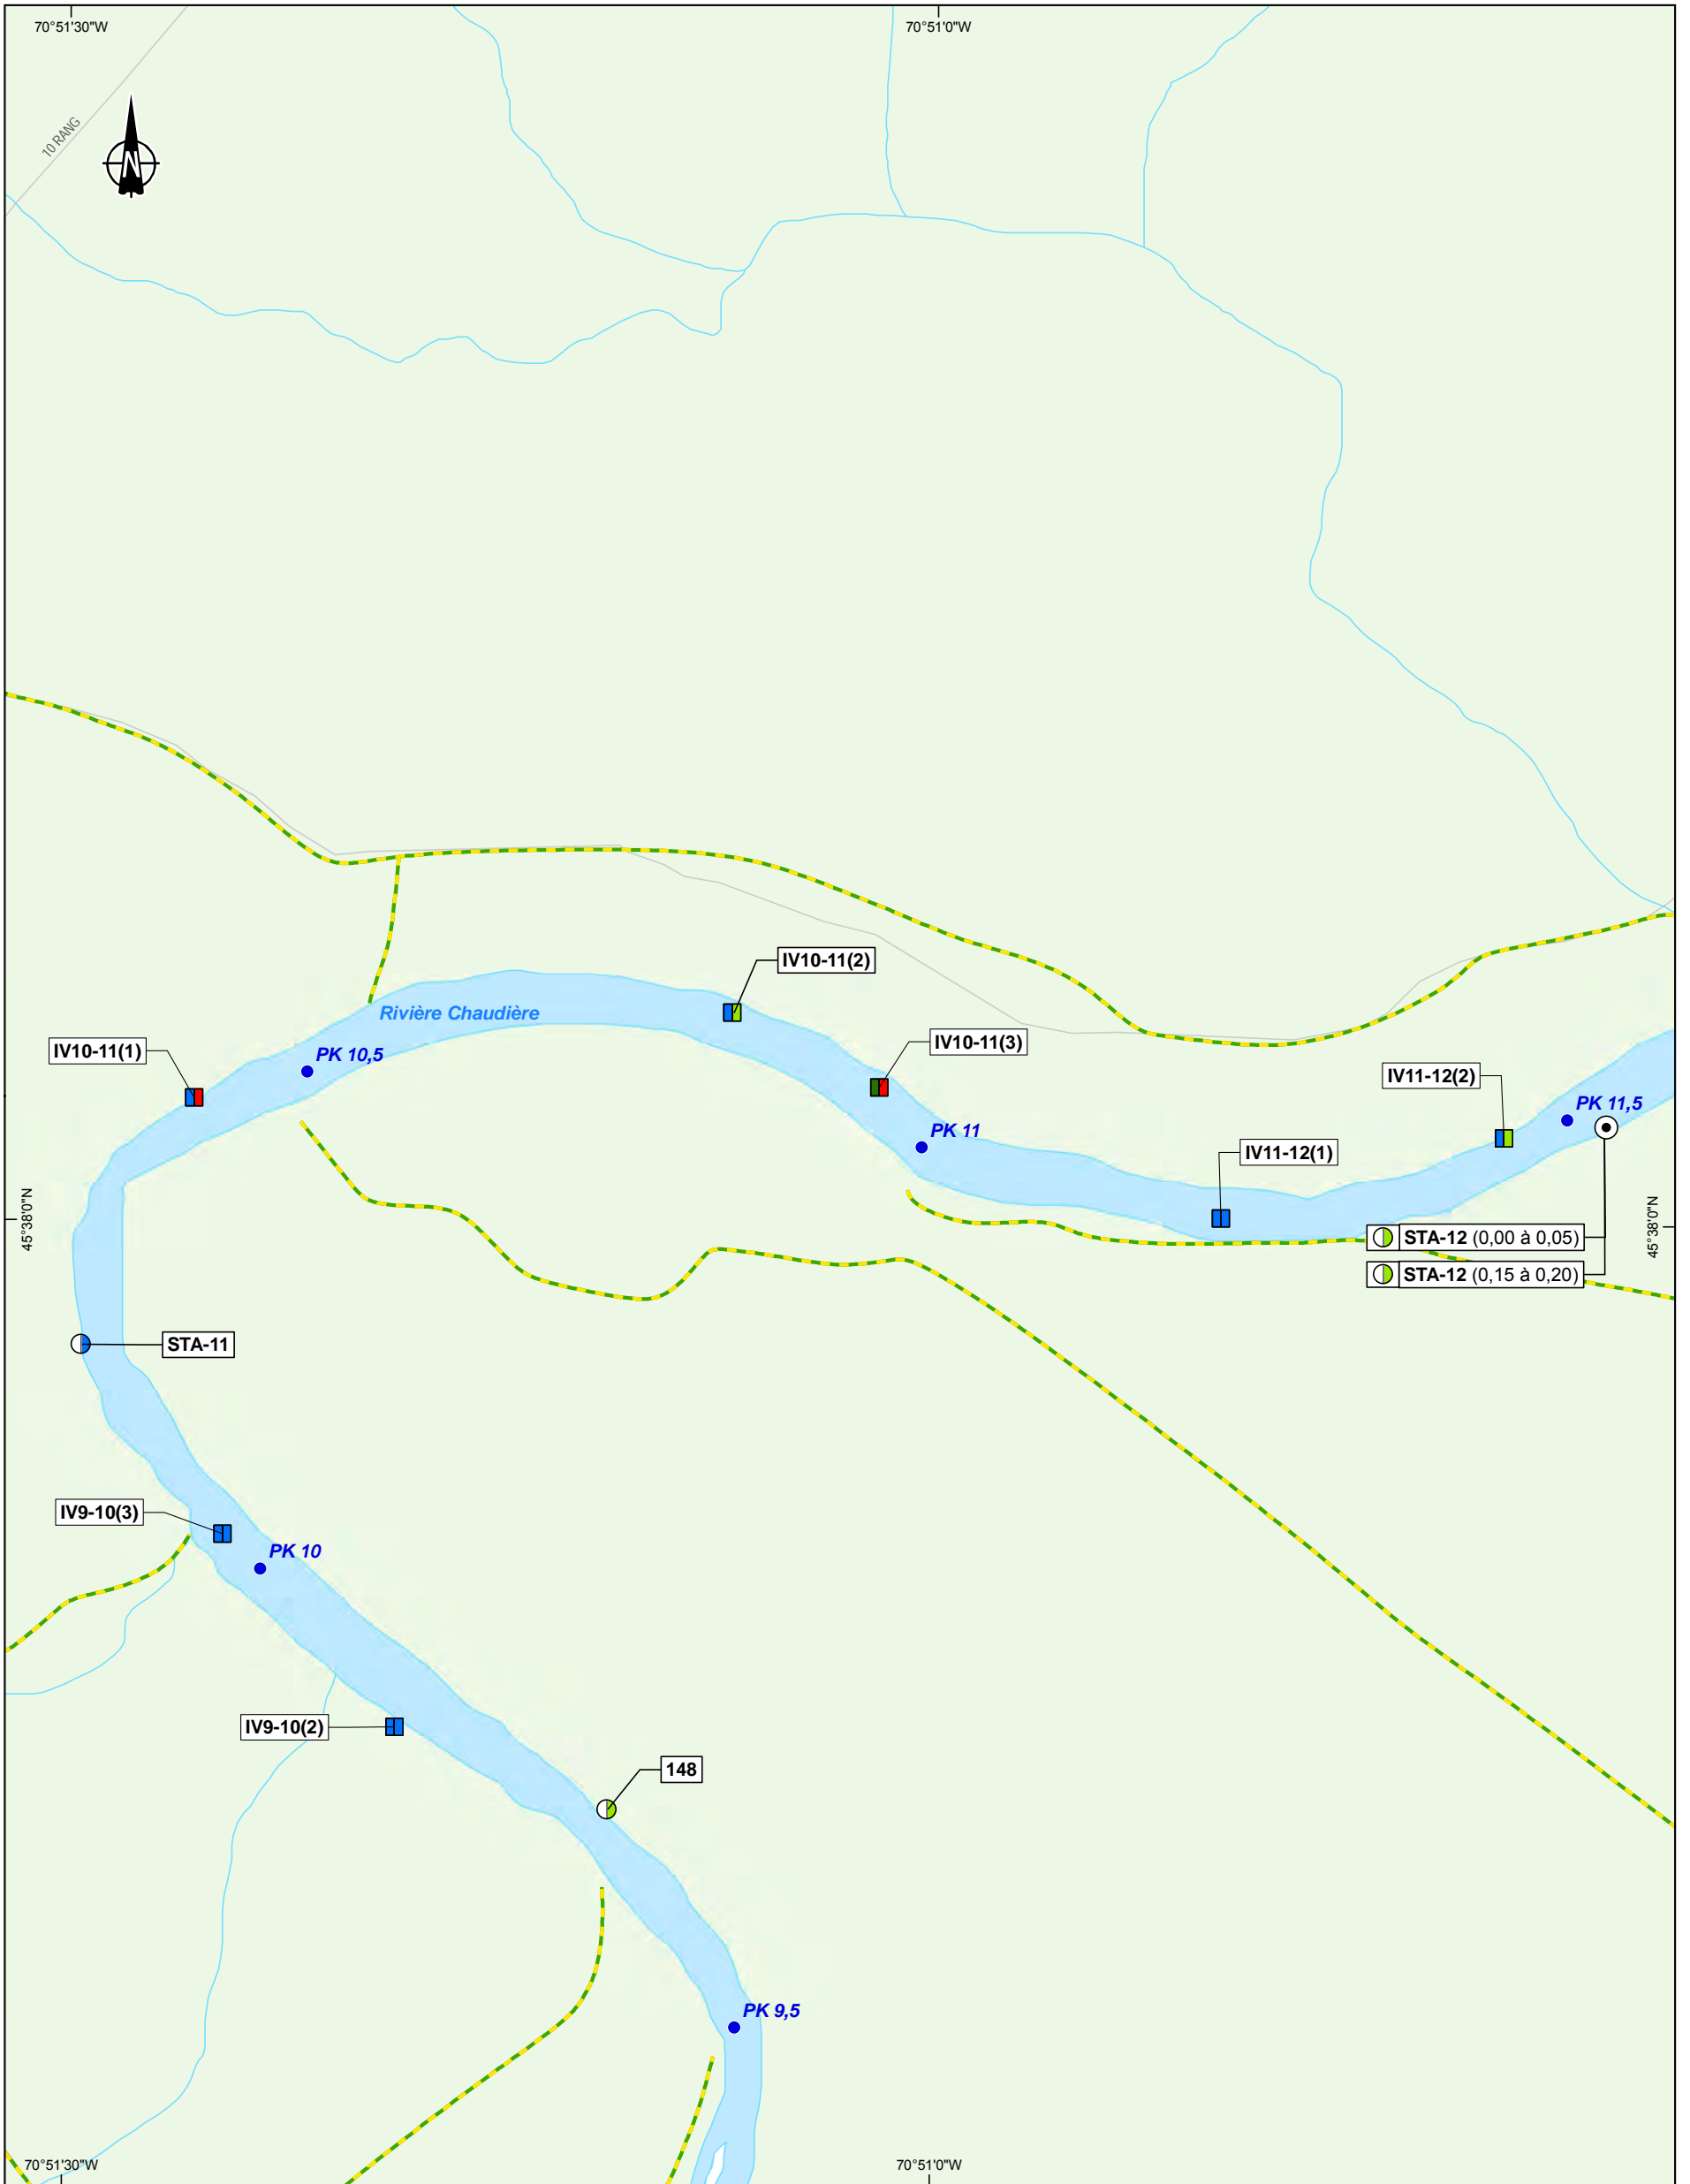 70°51'30"W
70°51'0"W
10 RANG
N
IV10-11(2)
Rivière Chaudière
IV10-11(3)
IV10-11(1)
PK 10,5
IV11-12(2)
PK 11,5
PK 11
IV11-12(1)
45°38'0"N
45°38'0"N
STA-12 (0,00 à 0,05)
STA-12 (0,15 à 0,20)
STA-11
IV9-10(3)
PK 10
IV9-10(2)
148
PK 9,5
70°51'30"W
70°51'0"W